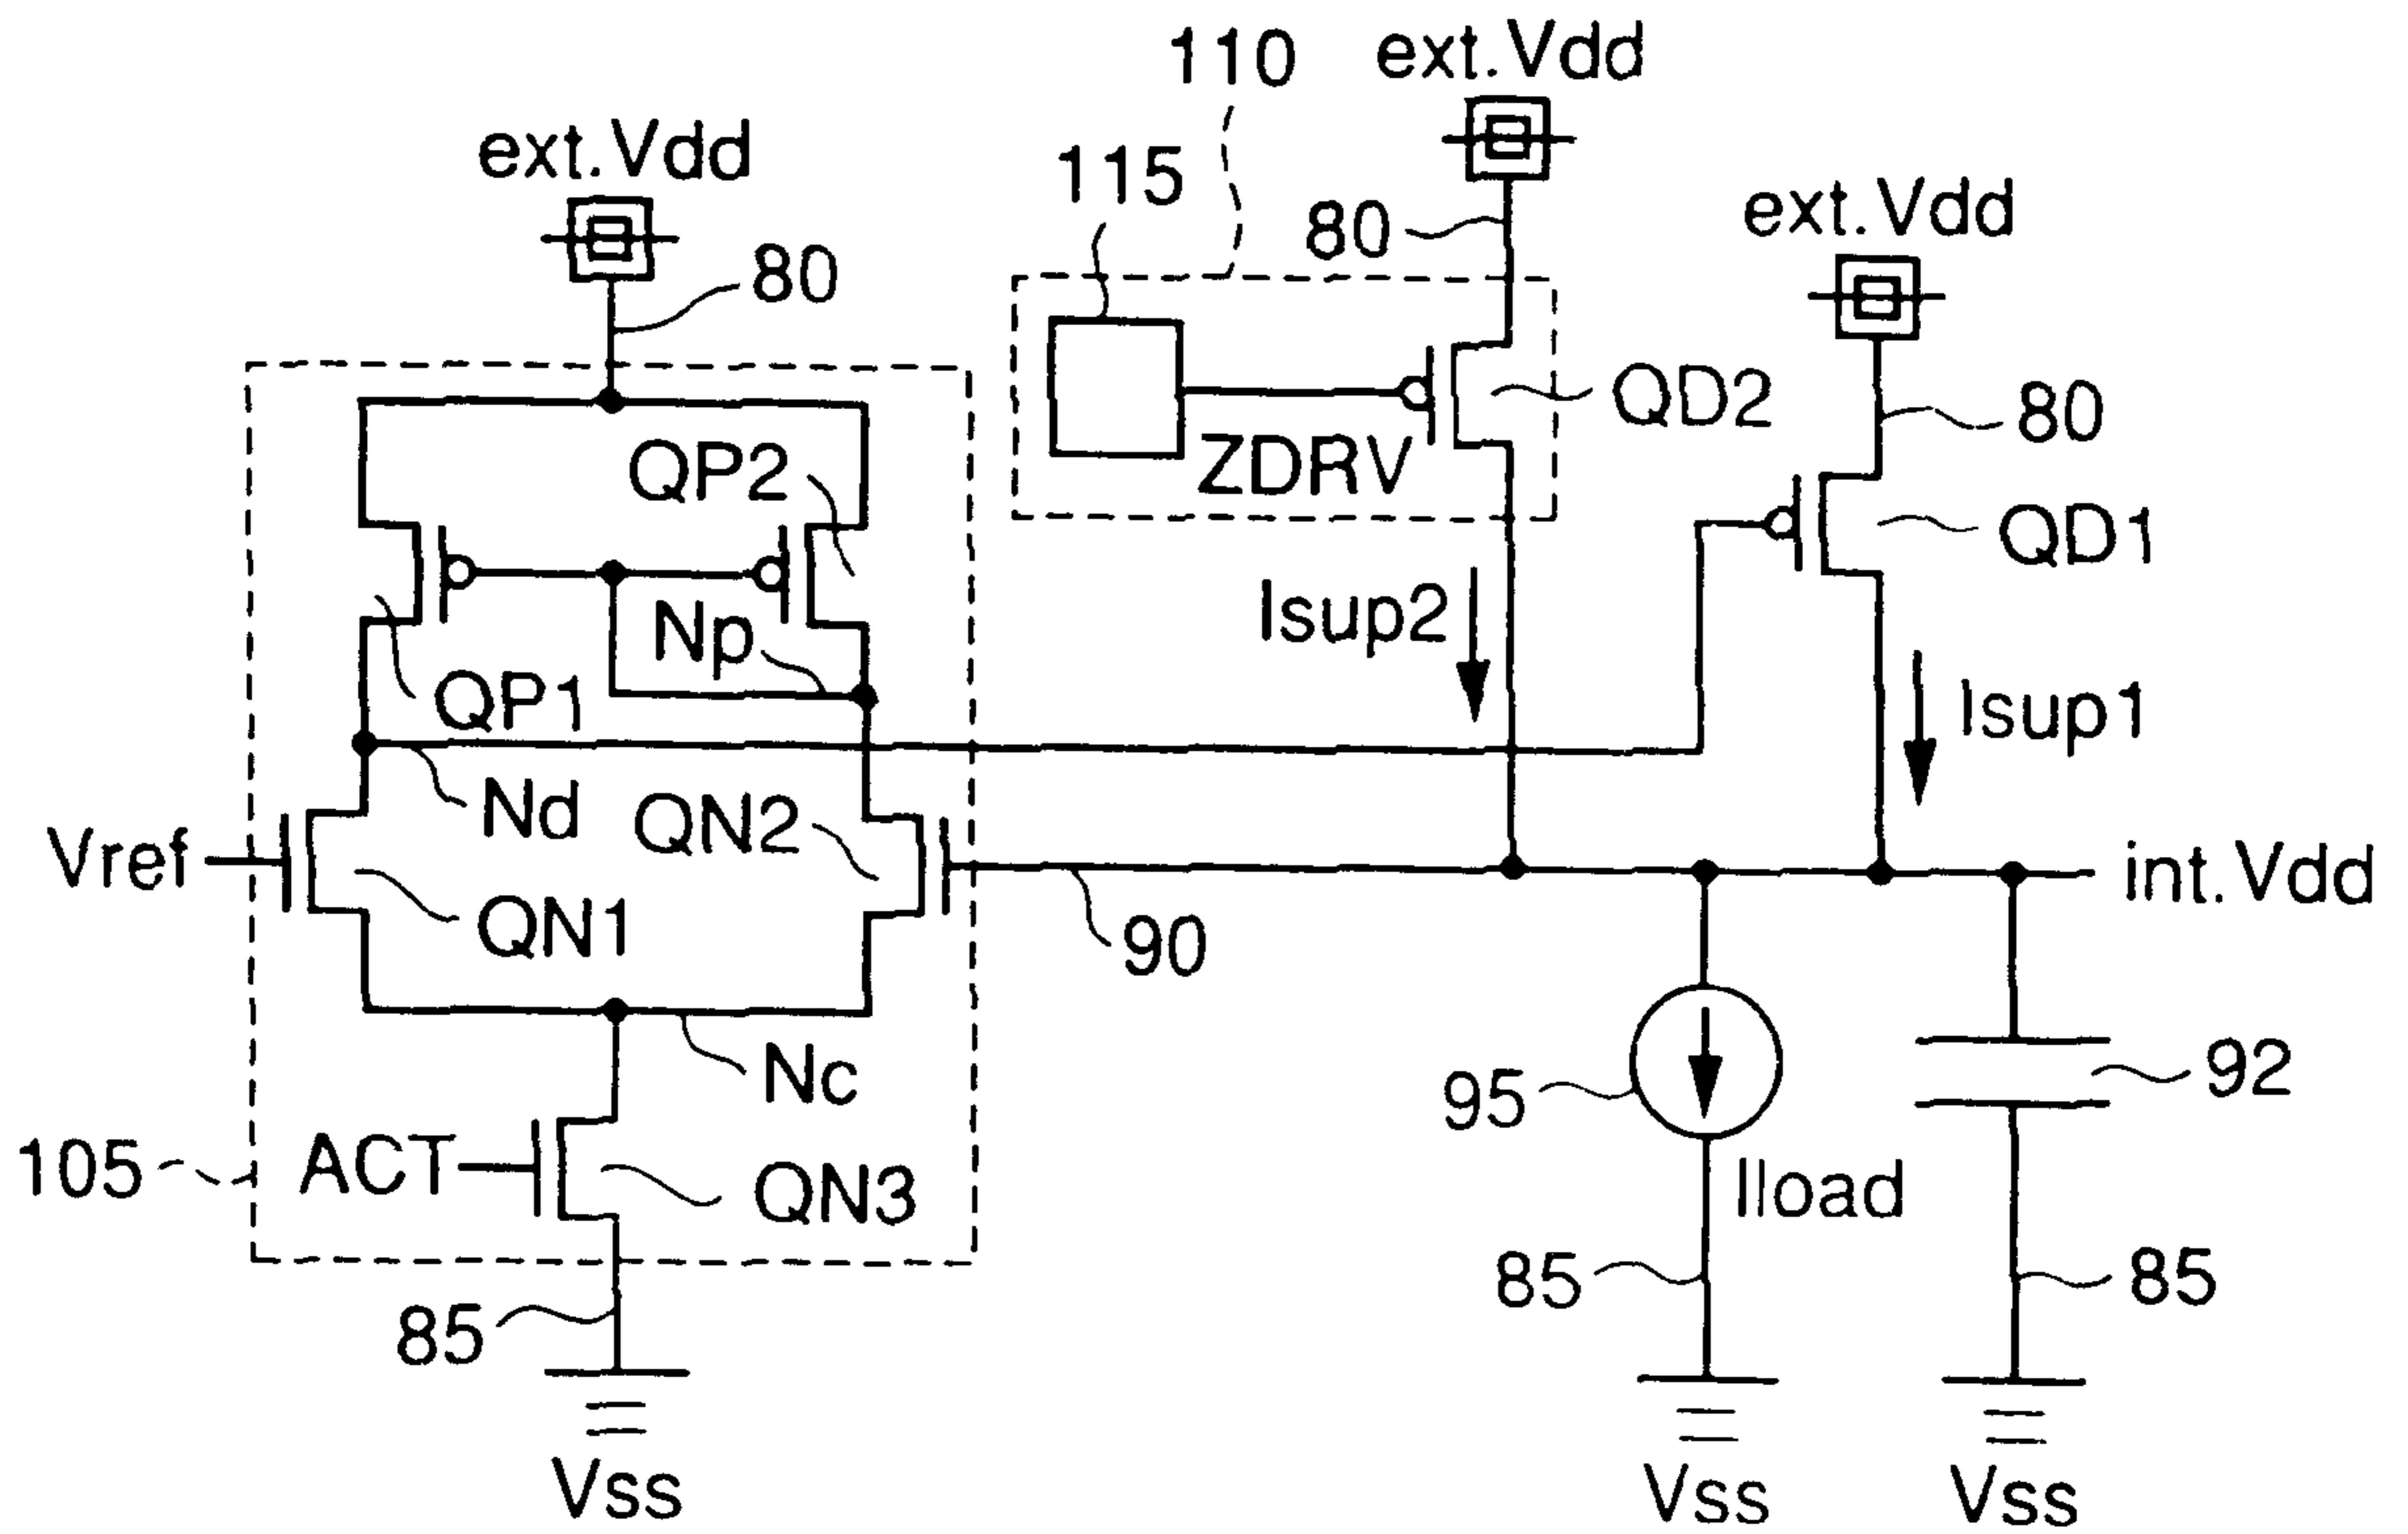 110
ext.Vdd
ext.Vdd
115
80
ext.Vdd
80
QP2
ZDRV
QD2
80
QD1
Np
Isup2
QP1
Isup1
Nd
QN2
Vref
QN1
90
int.Vdd
Nc
95
92
105
ACT
QN3
Iload
85
85
85
Vss
Vss
Vss